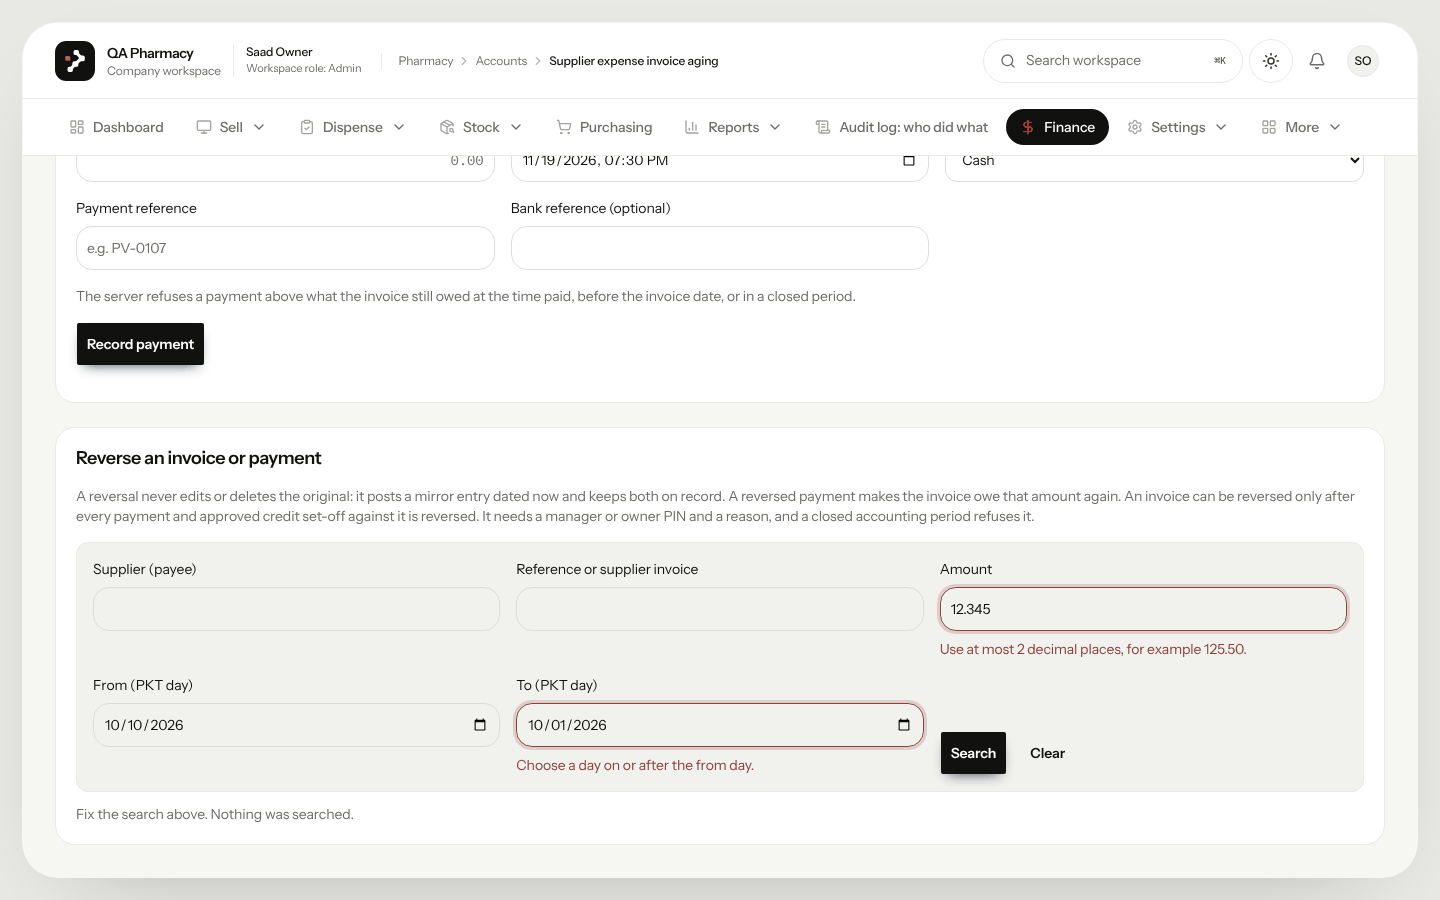 QA Pharmacy
Company workspace
Saad Owner
Workspace role: Admin
Pharmacy
Accounts
Supplier expense invoice aging
Search workspace
⌘K
SO
Dashboard
Sell
Dispense
Stock
Purchasing
Reports
Audit log: who did what
Finance
Settings
More
0.00
11/19/2026, 07:30 PM
Cash
Payment reference
Bank reference (optional)
e.g. PV-0107
The server refuses a payment above what the invoice still owed at the time paid, before the invoice date, or in a closed period.
Record payment
Reverse an invoice or payment
A reversal never edits or deletes the original: it posts a mirror entry dated now and keeps both on record. A reversed payment makes the invoice owe that amount again. An invoice can be reversed only after
every payment and approved credit set-off against it is reversed. It needs a manager or owner PIN and a reason, and a closed accounting period refuses it.
Supplier (payee)
Reference or supplier invoice
Amount
12.345
Use at most 2 decimal places, for example 125.50.
From (PKT day)
To (PKT day)
10/10/2026
10/01/2026
Choose a day on or after the from day.
Search
Clear
Fix the search above. Nothing was searched.